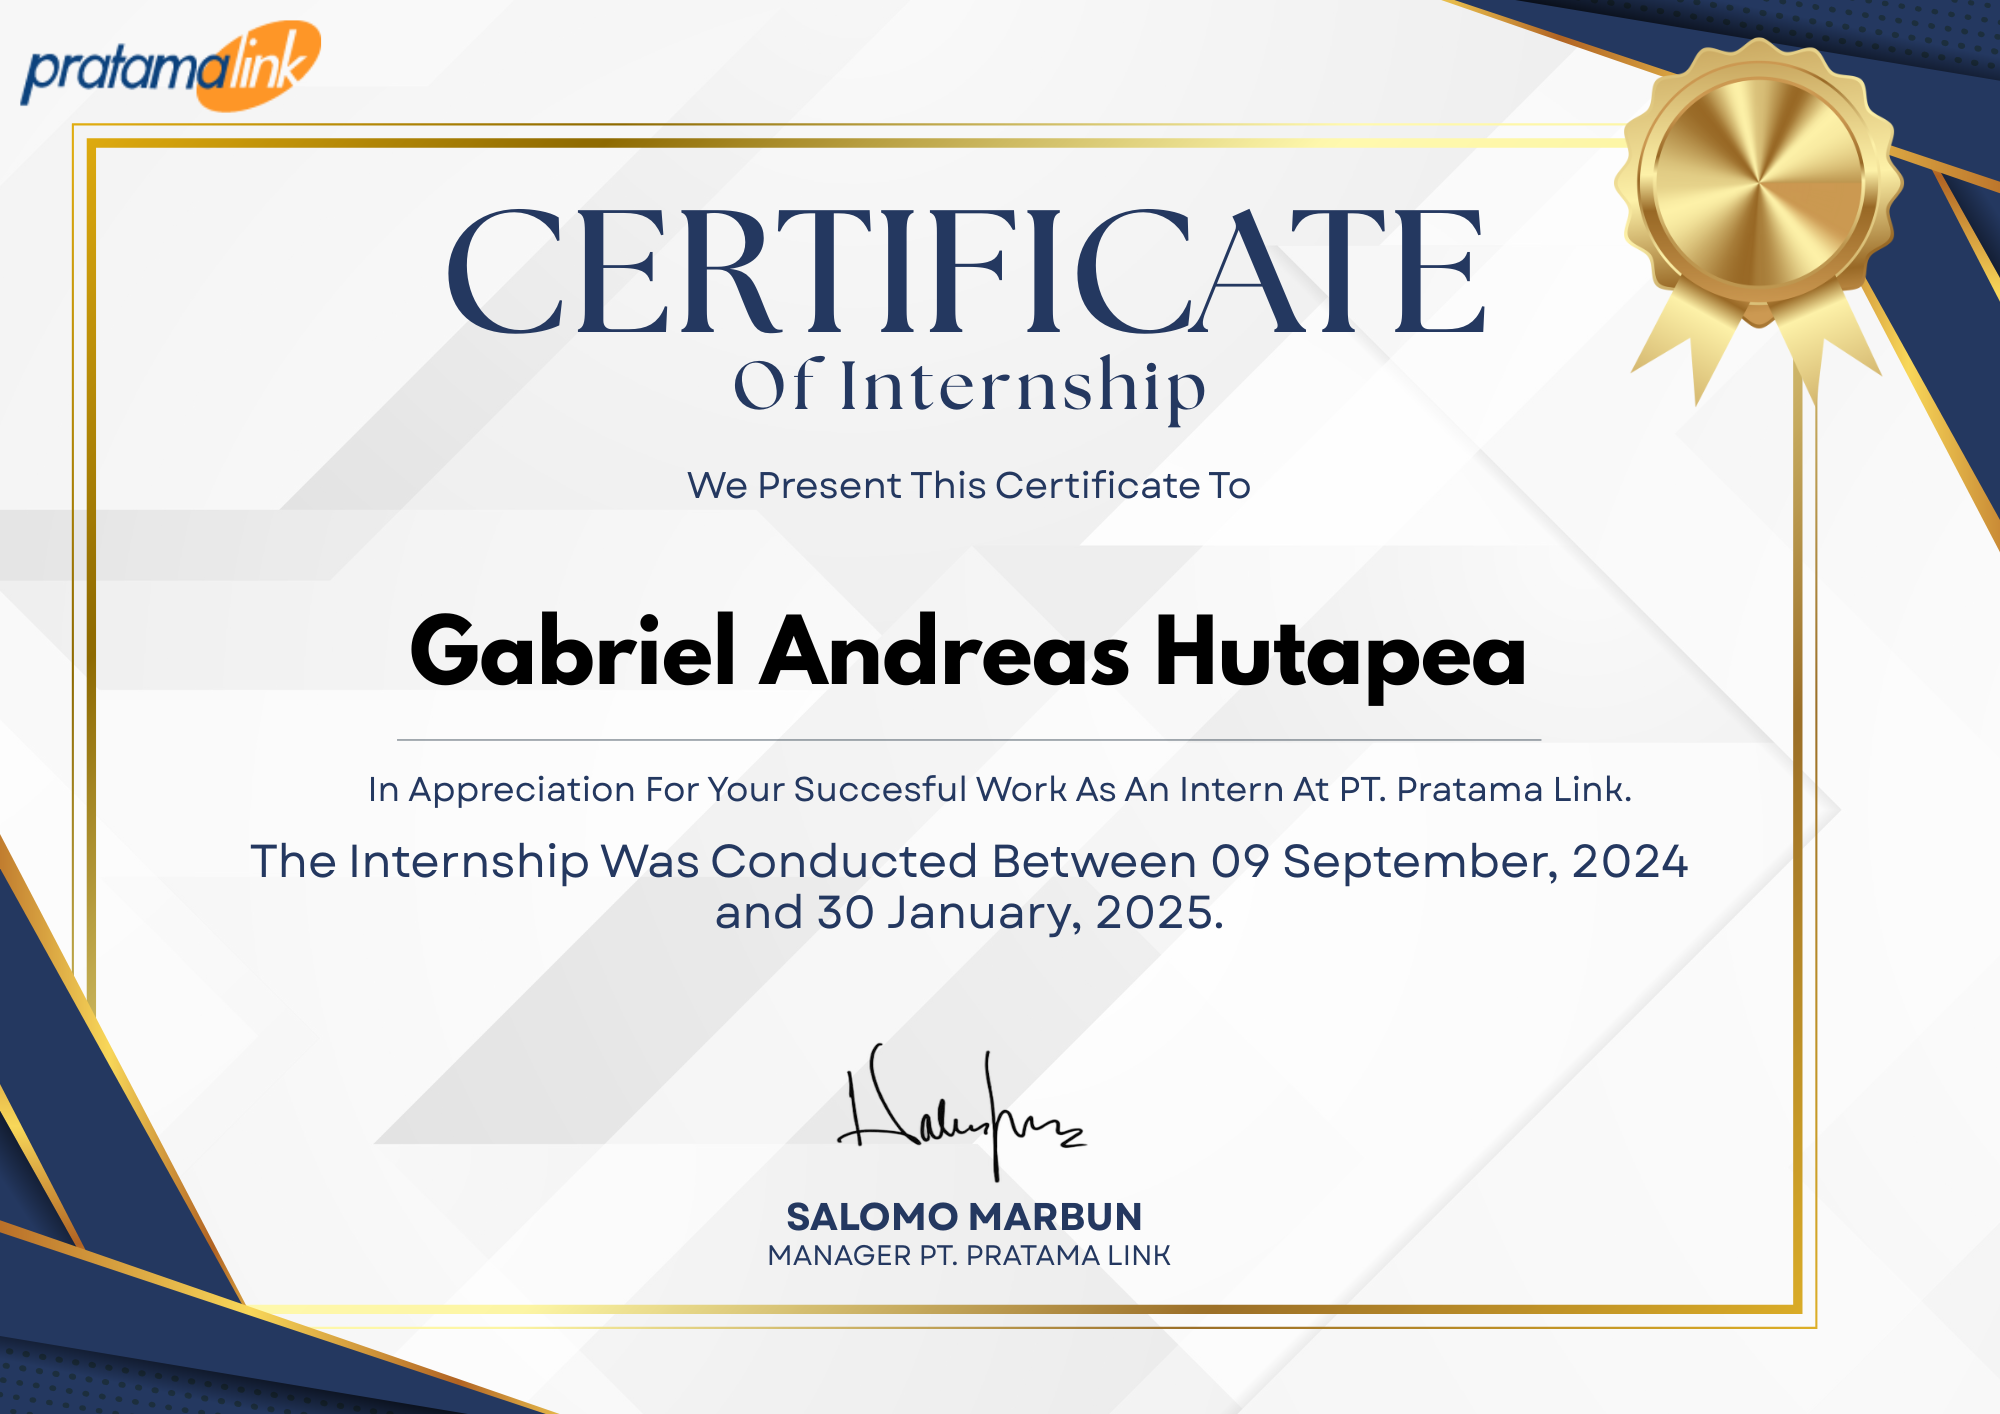 pratamalink
CERTIFICATE
Of Internship
We Present This Certificate To
Gabriel Andreas Hutapea
In Appreciation For Your Succesful Work As An Intern At PT. Pratama Link.
The Internship Was Conducted Between 09 September, 2024
and 30 January, 2025.
SALOMO MARBUN
MANAGER PT. PRATAMA LINK